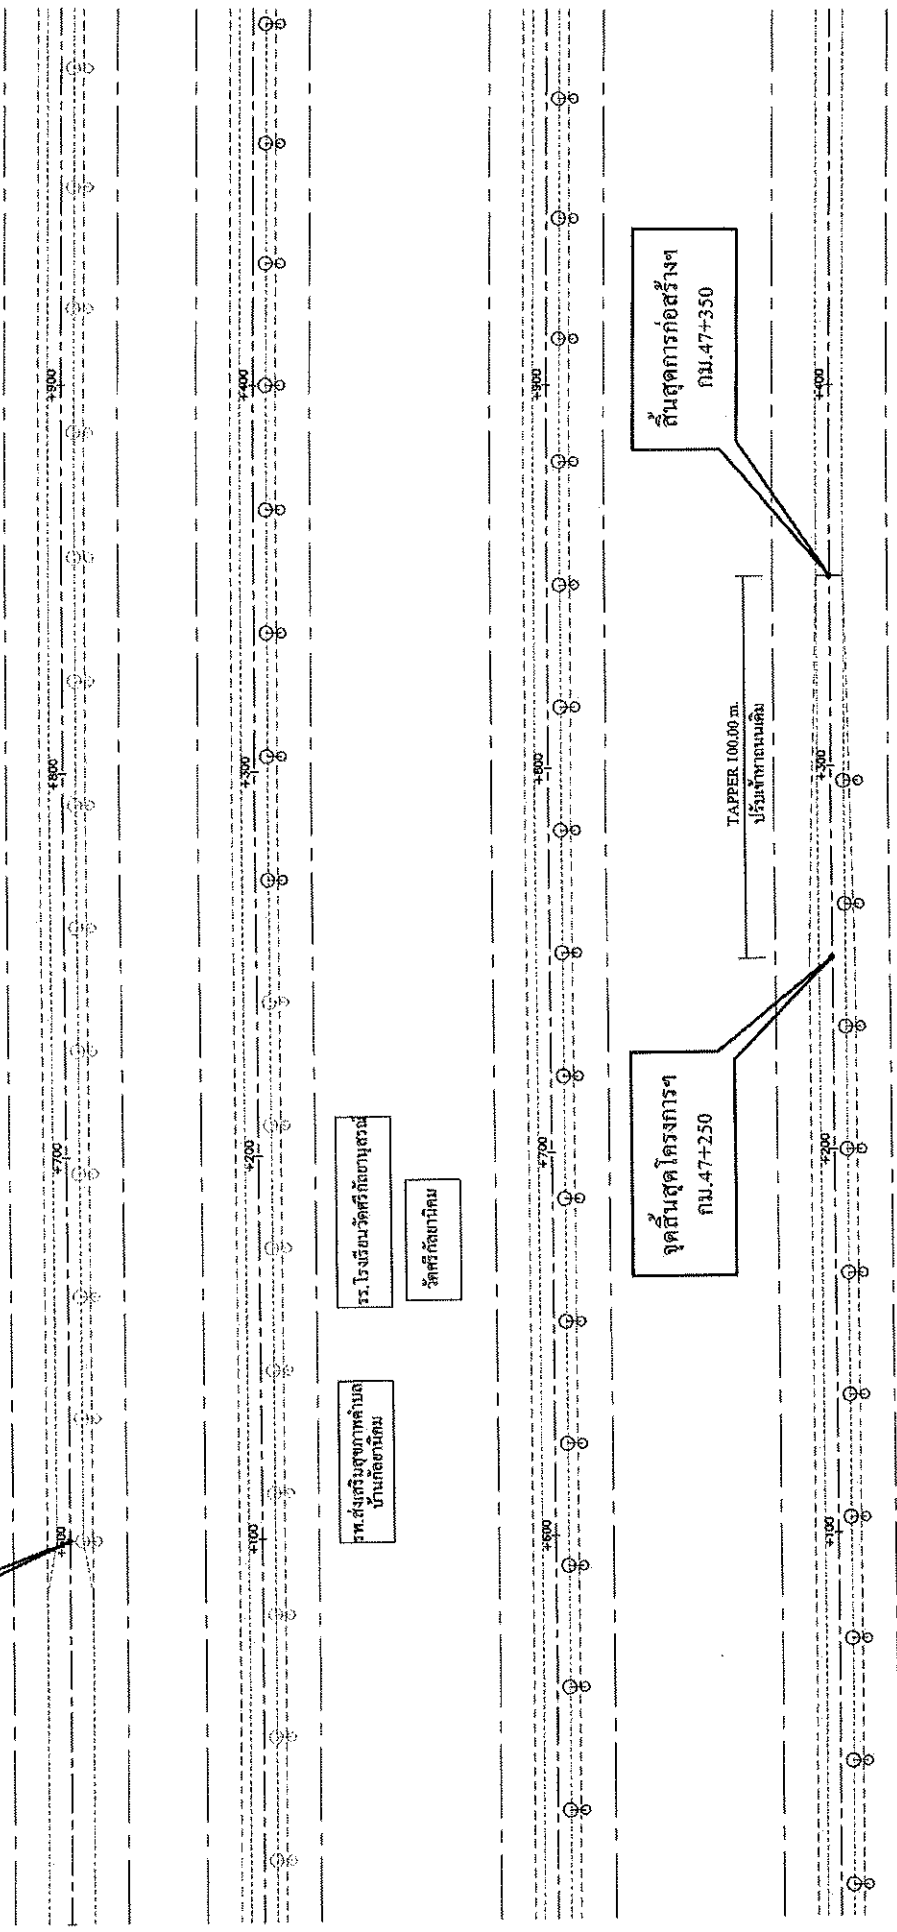 +600
+700
+800
+900
+100
+200
+300
+400
รพ.ส่งเสริมสุขภาพตำบล
บ้านกัลยานิคม
รร.โรงเรียนวัดศรีกัลยานุสรณ์
วัดศรีกัลยานิคม
+600
+700
+800
+900
จุดสิ้นสุดโครงการฯ
กม.47+250
สิ้นสุดการก่อสร้างฯ
กม.47+350
TAPPER 100.00 m.
ปรับเข้าหาถนนเดิม
+100
+200
+300
+400